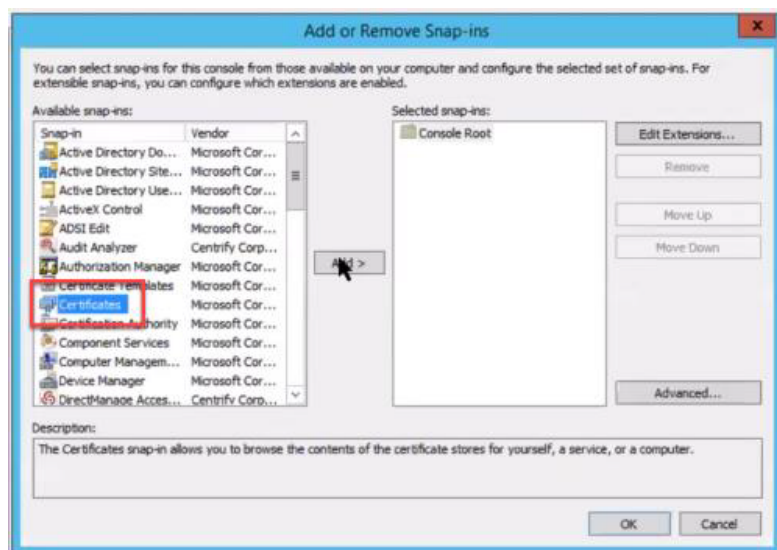 Add or Remove Snap-ins
x
You can select snap-ins for this console from those available on your computer and configure the selected set of snap-ins. For
extensible snap-ins, you can configure which extensions are enabled.
Available snap-ins:
Selected snap-ins:
Snap-in Vendor
Active Directory Do... Microsoft Cor...
Active Directory Site... Microsoft Cor...
Active Directory Use... Microsoft Cor...
ActiveX Control Microsoft Cor...
ADSI Edit Microsoft Cor...
Audit Analyzer Centrify Corp...
Authorization Manager Microsoft Cor...
Certificate Templates Microsoft Cor...
Certificates Microsoft Cor...
Certification Authority Microsoft Cor...
Component Services Microsoft Cor...
Computer Managem... Microsoft Cor...
Device Manager Microsoft Cor...
DirectManage Acces... Centrify Corp...
Add >
Console Root
Edit Extensions...
Remove
Move Up
Move Down
Advanced...
Description:
The Certificates snap-in allows you to browse the contents of the certificate stores for yourself, a service, or a computer.
OK Cancel